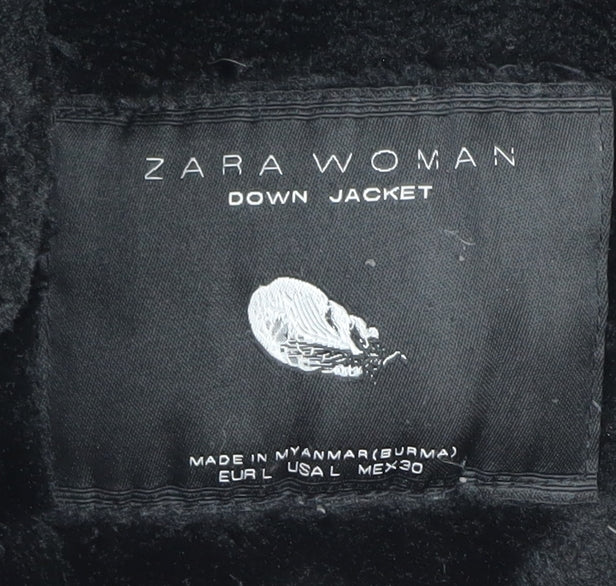 ZARA WOMAN
DOWN JACKET
MADE IN MYANMAR(BURMA)
EUR L USA L MEX30